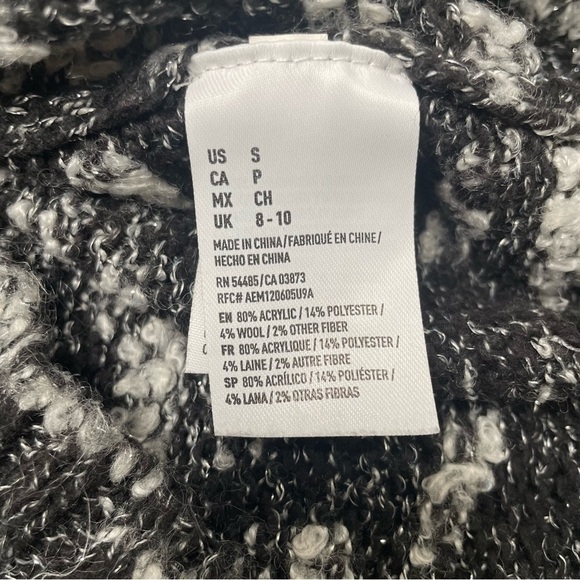 US S
CA P
MX CH
UK 8 - 10
MADE IN CHINA/FABRIQUÉ EN CHINE/
HECHO EN CHINA
RN 54485/CA 03873
RFC# AEM120605U9A
EN 80% ACRYLIC / 14% POLYESTER/
4% WOOL / 2% OTHER FIBER
FR 80% ACRYLIQUE / 14% POLYESTER/
4% LAINE / 2% AUTRE FIBRE
SP 80% ACRÍLICO / 14% POLIÉSTER/
4% LANA / 2% OTRAS FIBRAS